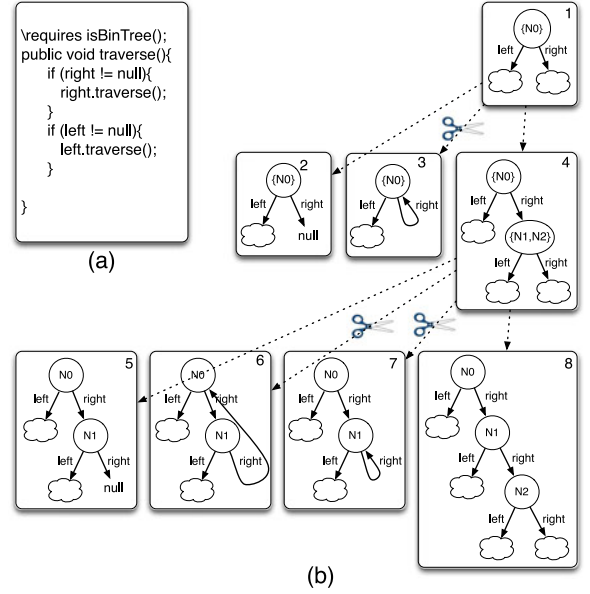 \requires isBinTree();
public void traverse(){
if (right != null){
right.traverse();
}
if (left != null){
left.traverse();
}
}
(a)
1
{N0}
left right
2
{N0}
left right
null
3
{N0}
left right
4
{N0}
left right
{N1,N2}
left right
5
N0
left right
N1
left right
null
6
N0
left right
N1
left right
7
N0
left right
N1
left right
8
N0
left right
N1
left right
N2
left right
(b)